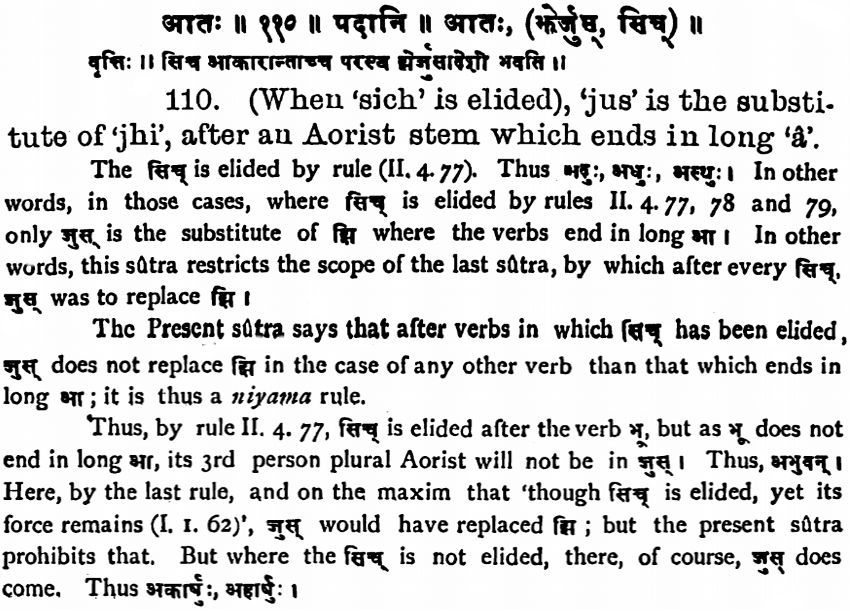 आतः ॥ ११० ॥ पदानि ॥ आतः, (झेर्जुस्, सिच्) ॥
वृत्तिः ॥ सिच आकारान्ताच्च परस्य झेर्जुसादेशो भवति ॥
110. (When ‘sich’ is elided), ‘jus’ is the substi-
tute of ‘jhi’, after an Aorist stem which ends in long ‘â’.
The सिच् is elided by rule (II. 4. 77). Thus अदुः, अधुः, अस्थुः । In other
words, in those cases, where सिच् is elided by rules II. 4. 77, 78 and 79,
only जुस् is the substitute of झि where the verbs end in long आ । In other
words, this sûtra restricts the scope of the last sûtra, by which after every सिच्,
जुस् was to replace झि ।
The Present sûtra says that after verbs in which सिच् has been elided,
जुस् does not replace झि in the case of any other verb than that which ends in
long आ ; it is thus a niyama rule.
Thus, by rule II. 4. 77, सिच् is elided after the verb भू, but as भू does not
end in long आ, its 3rd person plural Aorist will not be in जुस् । Thus, अभुवन् ।
Here, by the last rule, and on the maxim that ‘though सिच् is elided, yet its
force remains (I. 1. 62)’, जुस् would have replaced झि ; but the present sûtra
prohibits that. But where the सिच् is not elided, there, of course, जुस् does
come. Thus अकार्षुः, अहार्षुः ।